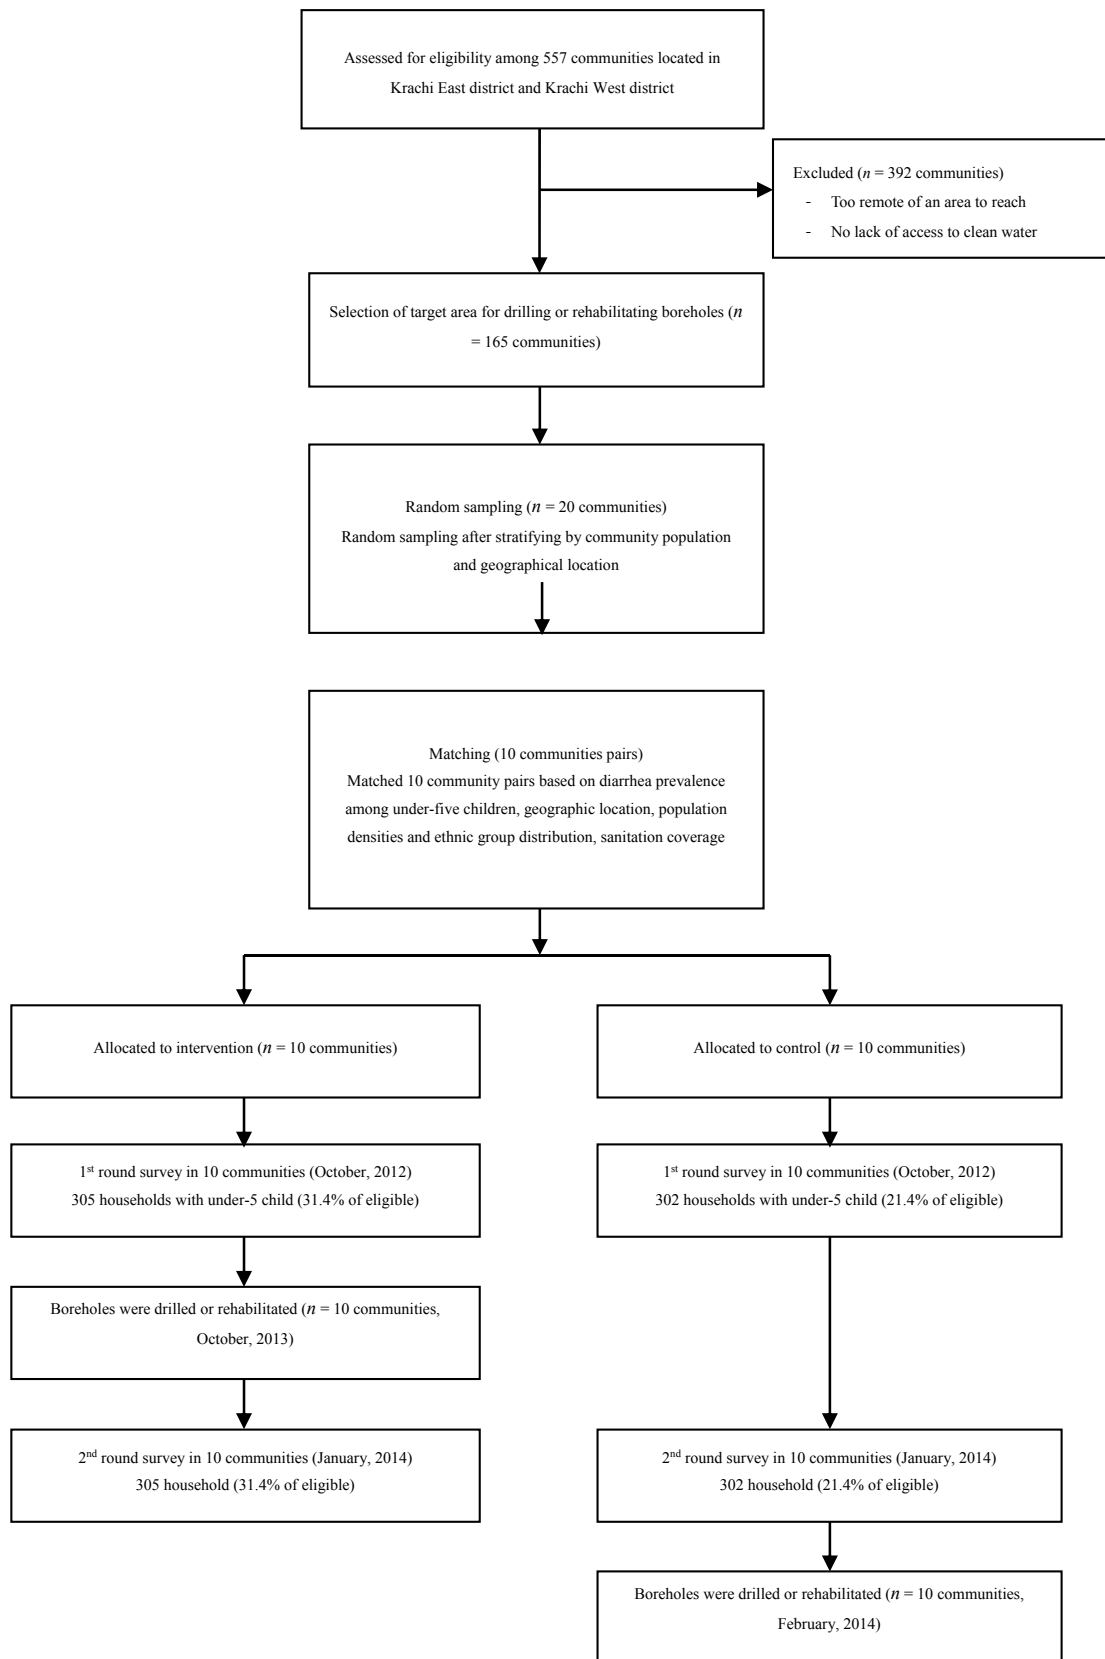 Assessed for eligibility among 557 communities located in
Krachi East district and Krachi West district
Excluded (n = 392 communities)
- Too remote of an area to reach
- No lack of access to clean water
Selection of target area for drilling or rehabilitating boreholes (n
= 165 communities)
Random sampling (n = 20 communities)
Random sampling after stratifying by community population
and geographical location
Matching (10 communities pairs)
Matched 10 community pairs based on diarrhea prevalence
among under-five children, geographic location, population
densities and ethnic group distribution, sanitation coverage
Allocated to intervention (n = 10 communities)
Allocated to control (n = 10 communities)
1st round survey in 10 communities (October, 2012)
305 households with under-5 child (31.4% of eligible)
1st round survey in 10 communities (October, 2012)
302 households with under-5 child (21.4% of eligible)
Boreholes were drilled or rehabilitated (n = 10 communities,
October, 2013)
2nd round survey in 10 communities (January, 2014)
305 household (31.4% of eligible)
2nd round survey in 10 communities (January, 2014)
302 household (21.4% of eligible)
Boreholes were drilled or rehabilitated (n = 10 communities,
February, 2014)